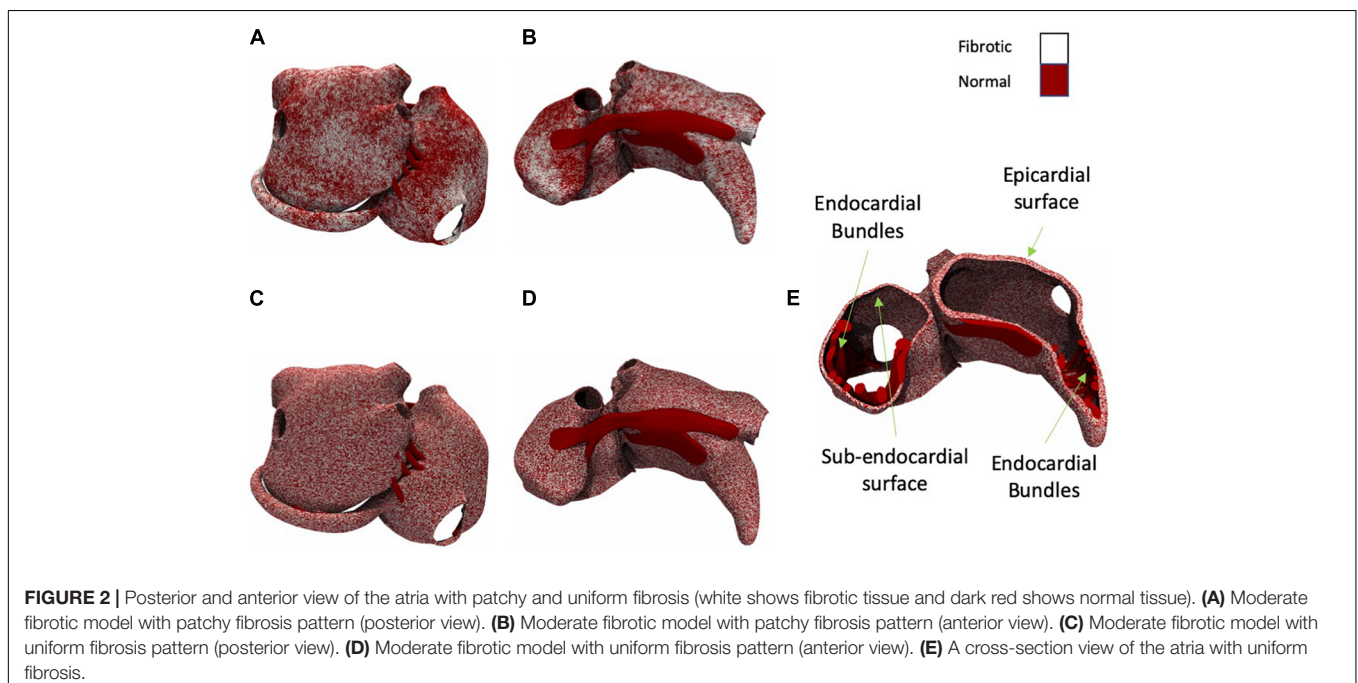 A
B
Fibrotic
Normal
Epicardial
surface
Endocardial
Bundles
C
D
E
Sub-endocardial
surface
Endocardial
Bundles
FIGURE 2 | Posterior and anterior view of the atria with patchy and uniform fibrosis (white shows fibrotic tissue and dark red shows normal tissue). (A) Moderate
fibrotic model with patchy fibrosis pattern (posterior view). (B) Moderate fibrotic model with patchy fibrosis pattern (anterior view). (C) Moderate fibrotic model with
uniform fibrosis pattern (posterior view). (D) Moderate fibrotic model with uniform fibrosis pattern (anterior view). (E) A cross-section view of the atria with uniform
fibrosis.